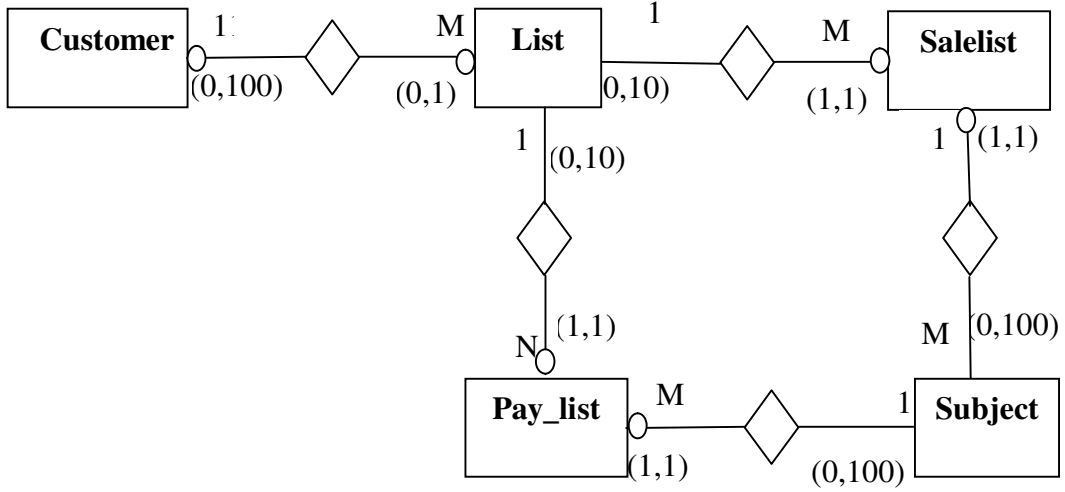 Customer
1
(0,100)
M
(0,1)
List
1
0,10)
M
(1,1)
Salelist
1
(0,10)
1
(1,1)
N
(1,1)
M
(0,100)
Pay_list
M
(1,1)
1
(0,100)
Subject